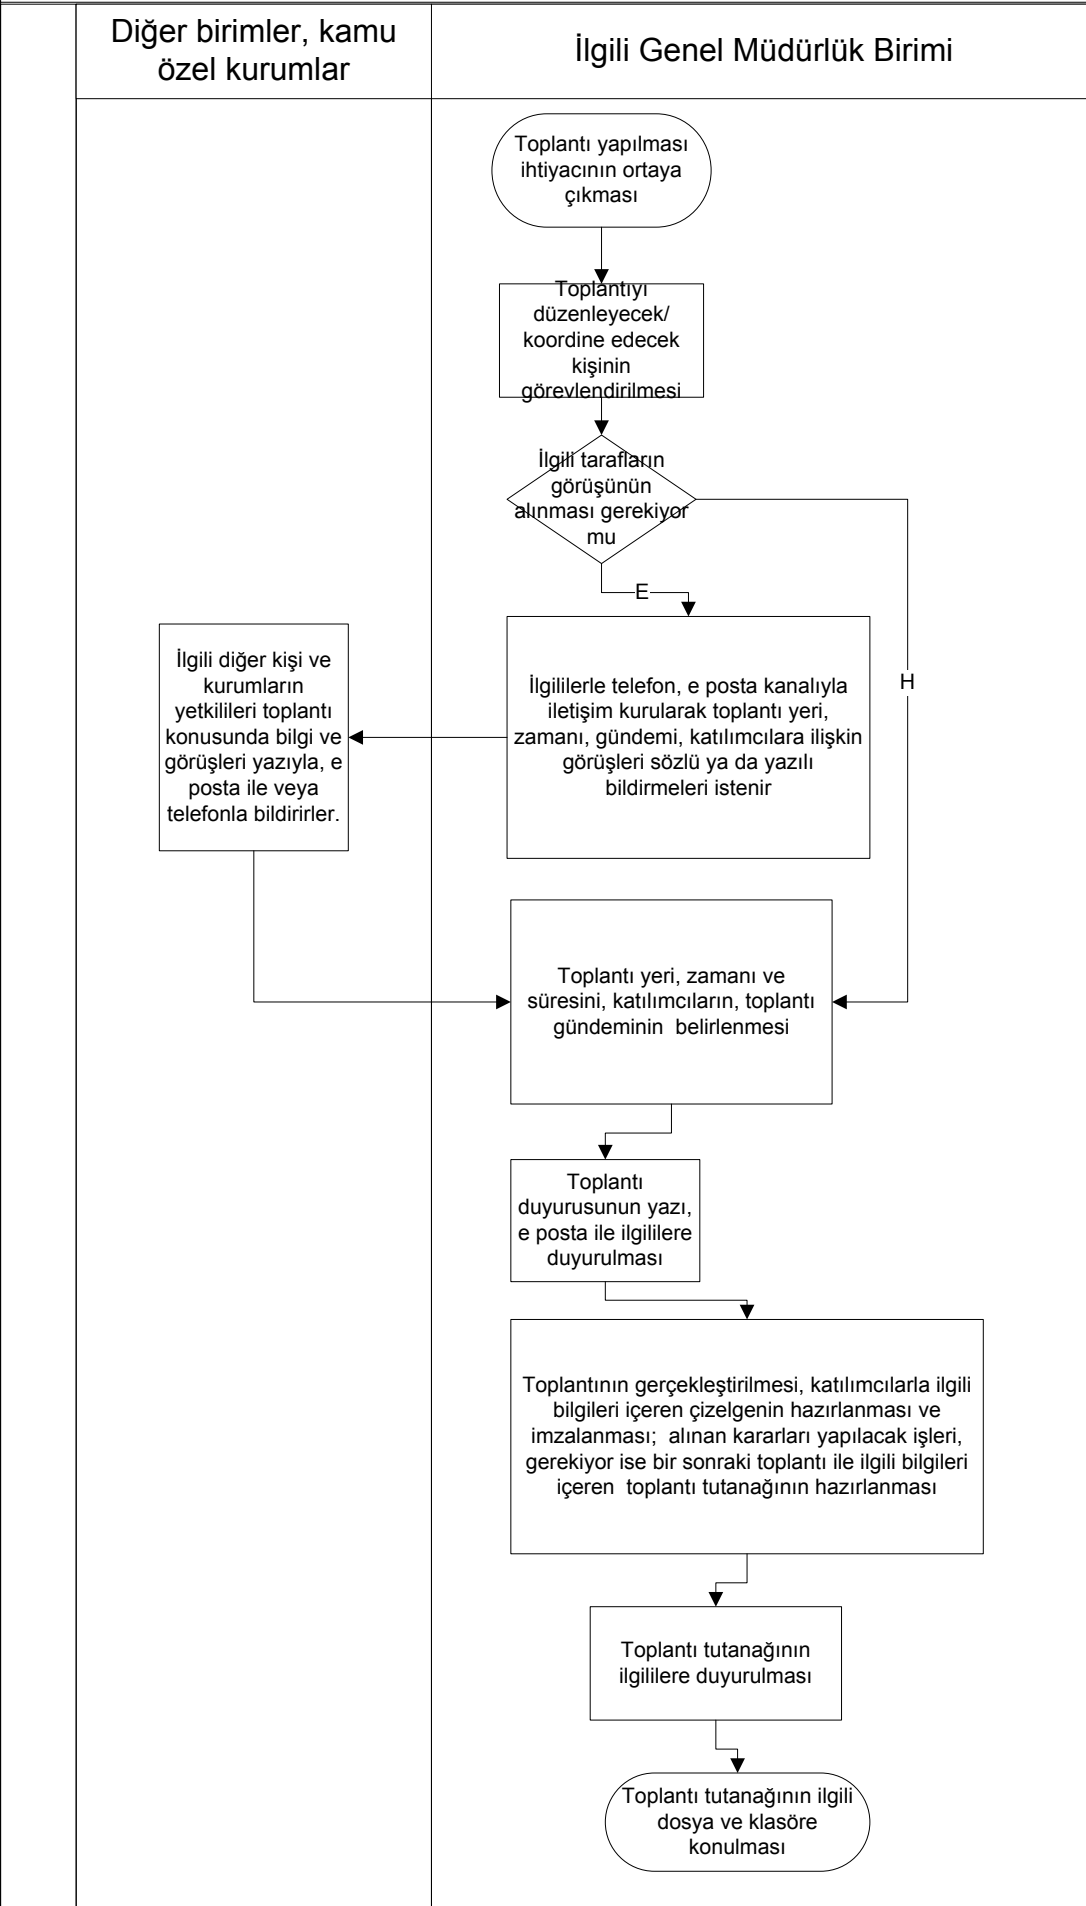 Diğer birimler, kamu
özel kurumlar
İlgili Genel Müdürlük Birimi
Toplantı yapılması
ihtiyacının ortaya
çıkması
Toplantıyı
düzenleyecek/
koordine edecek
kişinin
görevlendirilmesi
İlgili tarafların
görüşünün
alınması gerekiyor
mu
E
H
İlgililerle telefon, e posta kanalıyla
iletişim kurularak toplantı yeri,
zamanı, gündemi, katılımcılara ilişkin
görüşleri sözlü ya da yazılı
bildirmeleri istenir
İlgili diğer kişi ve
kurumların
yetkilileri toplantı
konusunda bilgi ve
görüşleri yazıyla, e
posta ile veya
telefonla bildirirler.
Toplantı yeri, zamanı ve
süresini, katılımcıların, toplantı
gündeminin  belirlenmesi
Toplantı
duyurusunun yazı,
e posta ile ilgililere
duyurulması
Toplantının gerçekleştirilmesi, katılımcılarla ilgili
bilgileri içeren çizelgenin hazırlanması ve
imzalanması;  alınan kararları yapılacak işleri,
gerekiyor ise bir sonraki toplantı ile ilgili bilgileri
içeren  toplantı tutanağının hazırlanması
Toplantı tutanağının
ilgililere duyurulması
Toplantı tutanağının ilgili
dosya ve klasöre
konulması